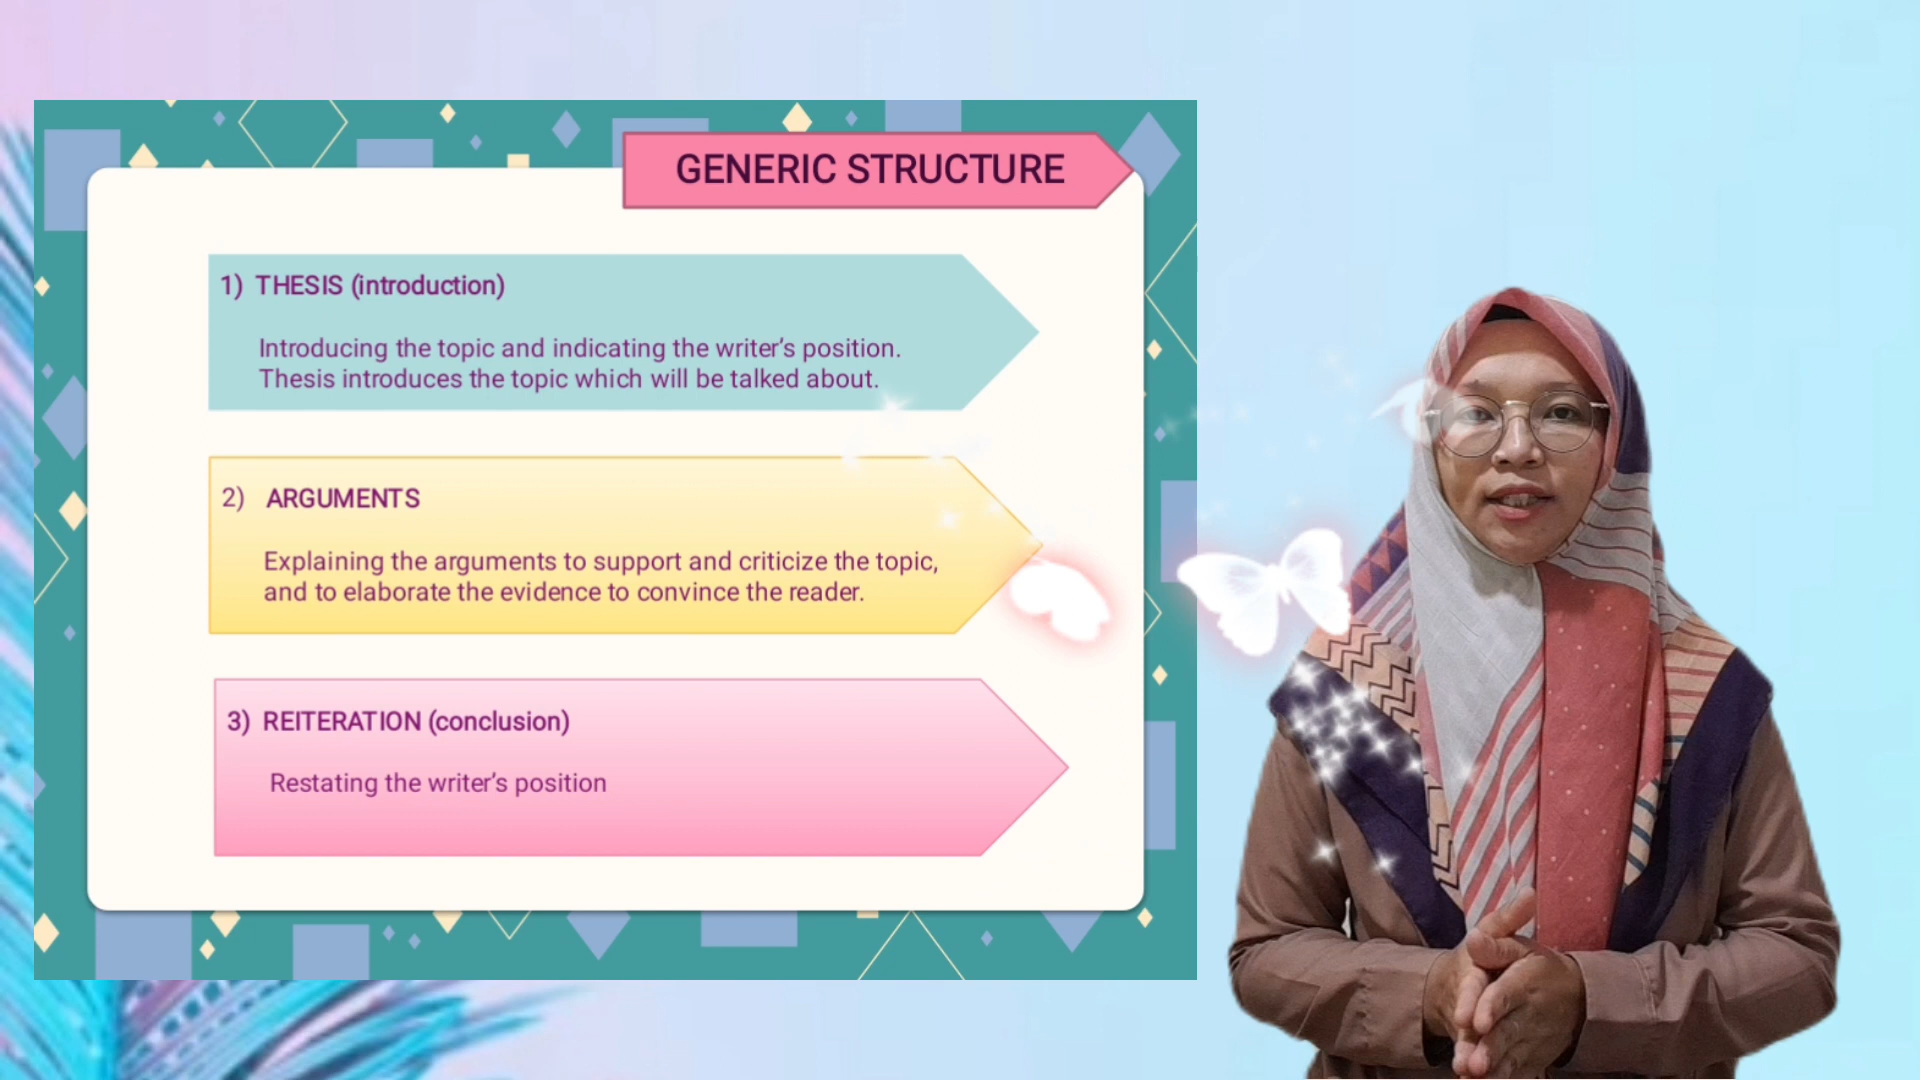 GENERIC STRUCTURE
1) THESIS (introduction)
Introducing the topic and indicating the writer's position.
Thesis introduces the topic which will be talked about.
2) ARGUMENTS
Explaining the arguments to support and criticize the topic,
and to elaborate the evidence to convince the reader.
3) REITERATION (conclusion)
Restating the writer's position